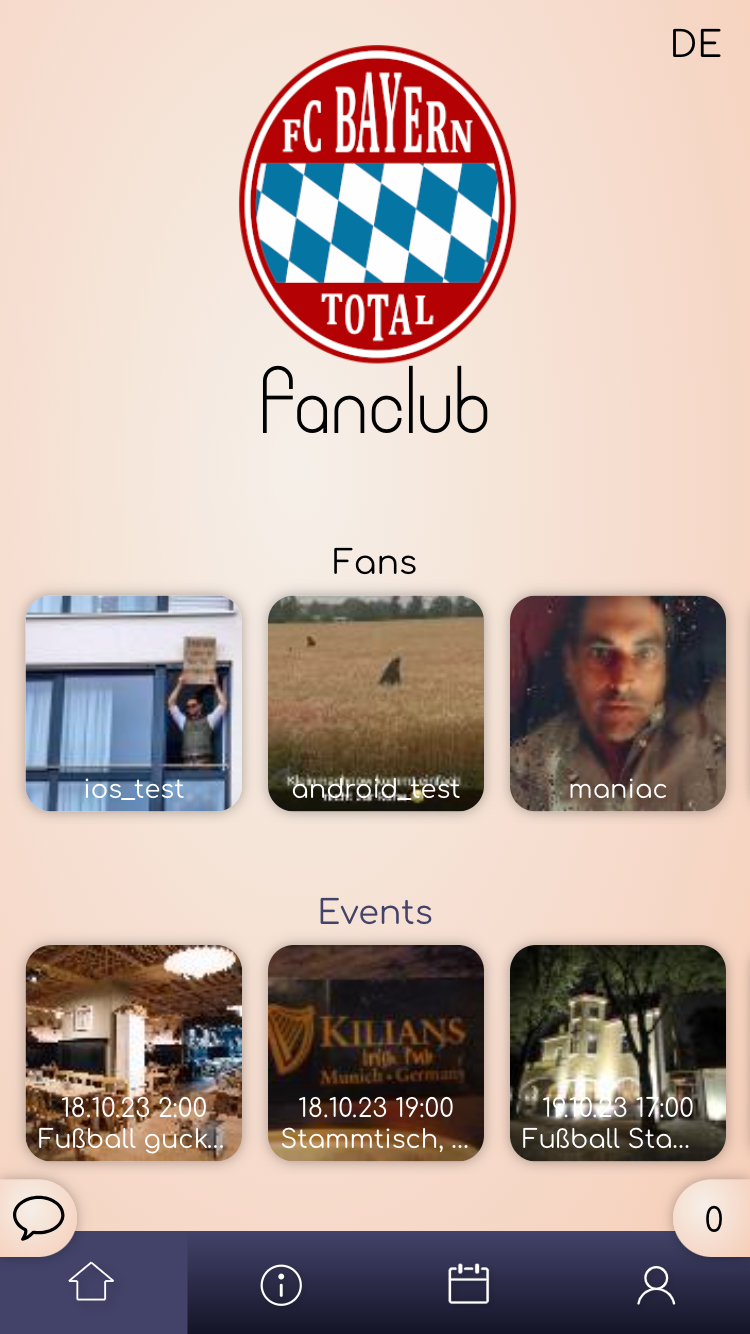 DE
FC BAYERN
TOTAL
fanclub
Fans
ios_test
android_test
maniac
Events
KILIANS
Irish Pub
Munich • Germany
18.10.23 2:00
18.10.23 19:00
19.10.23 17:00
Fußball guck...
Stammtisch, ...
Fußball Sta...
0